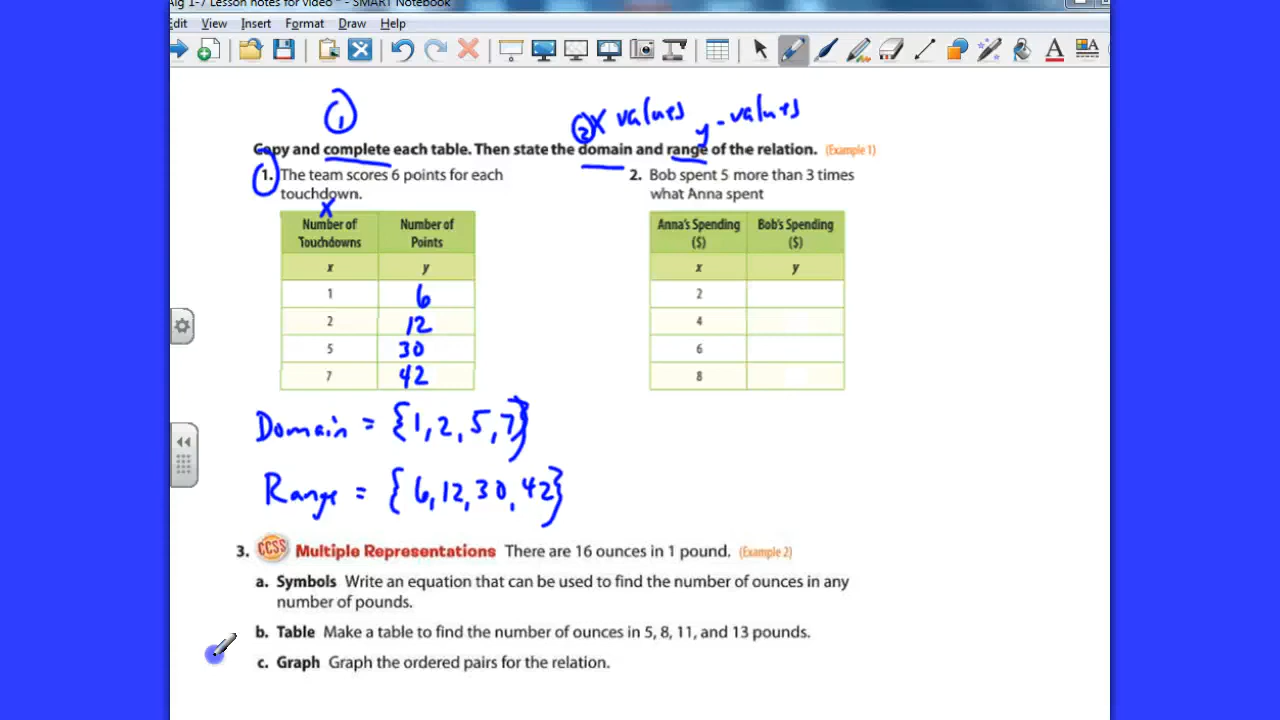 Alg 1-7 Lesson notes for video * - SMART Notebook
Edit View Insert Format Draw Help
1
2 x values y-values
Copy and complete each table. Then state the domain and range of the relation. (Example 1)
1. The team scores 6 points for each
touchdown.
x
Number of Touchdowns Number of Points
x y
1 6
2 12
5 30
7 42
Domain = {1, 2, 5, 7}
Range = {6, 12, 30, 42}
2. Bob spent 5 more than 3 times
what Anna spent
Anna's Spending ($) Bob's Spending ($)
x y
2
4
6
8
3. CCSS Multiple Representations There are 16 ounces in 1 pound. (Example 2)
a. Symbols Write an equation that can be used to find the number of ounces in any
number of pounds.
b. Table Make a table to find the number of ounces in 5, 8, 11, and 13 pounds.
c. Graph Graph the ordered pairs for the relation.